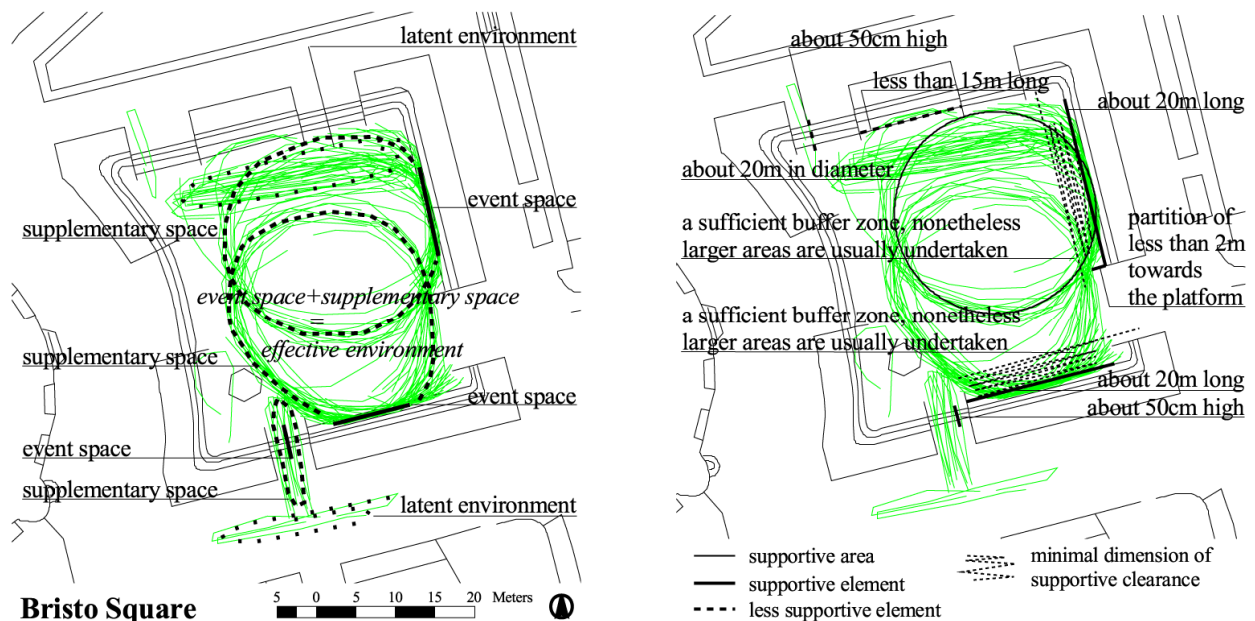 latent environment
event space
supplementary space
event space+supplementary space
=
effective environment
supplementary space
event space
event space
supplementary space
latent environment
Bristo Square
5 0 5 10 15 20 Meters
about 50cm high
less than 15m long
about 20m long
about 20m in diameter
a sufficient buffer zone, nonetheless
larger areas are usually undertaken
partition of
less than 2m
towards
the platform
a sufficient buffer zone, nonetheless
larger areas are usually undertaken
about 20m long
about 50cm high
supportive area
supportive element
less supportive element
minimal dimension of
supportive clearance